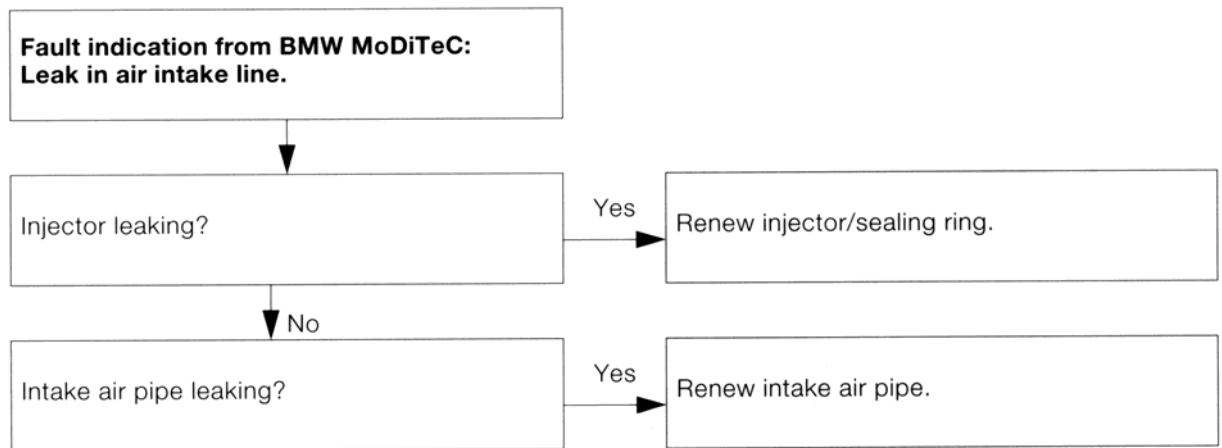 Fault indication from BMW MoDiTeC:
Leak in air intake line.
Injector leaking?
Yes
Renew injector/sealing ring.
No
Intake air pipe leaking?
Yes
Renew intake air pipe.